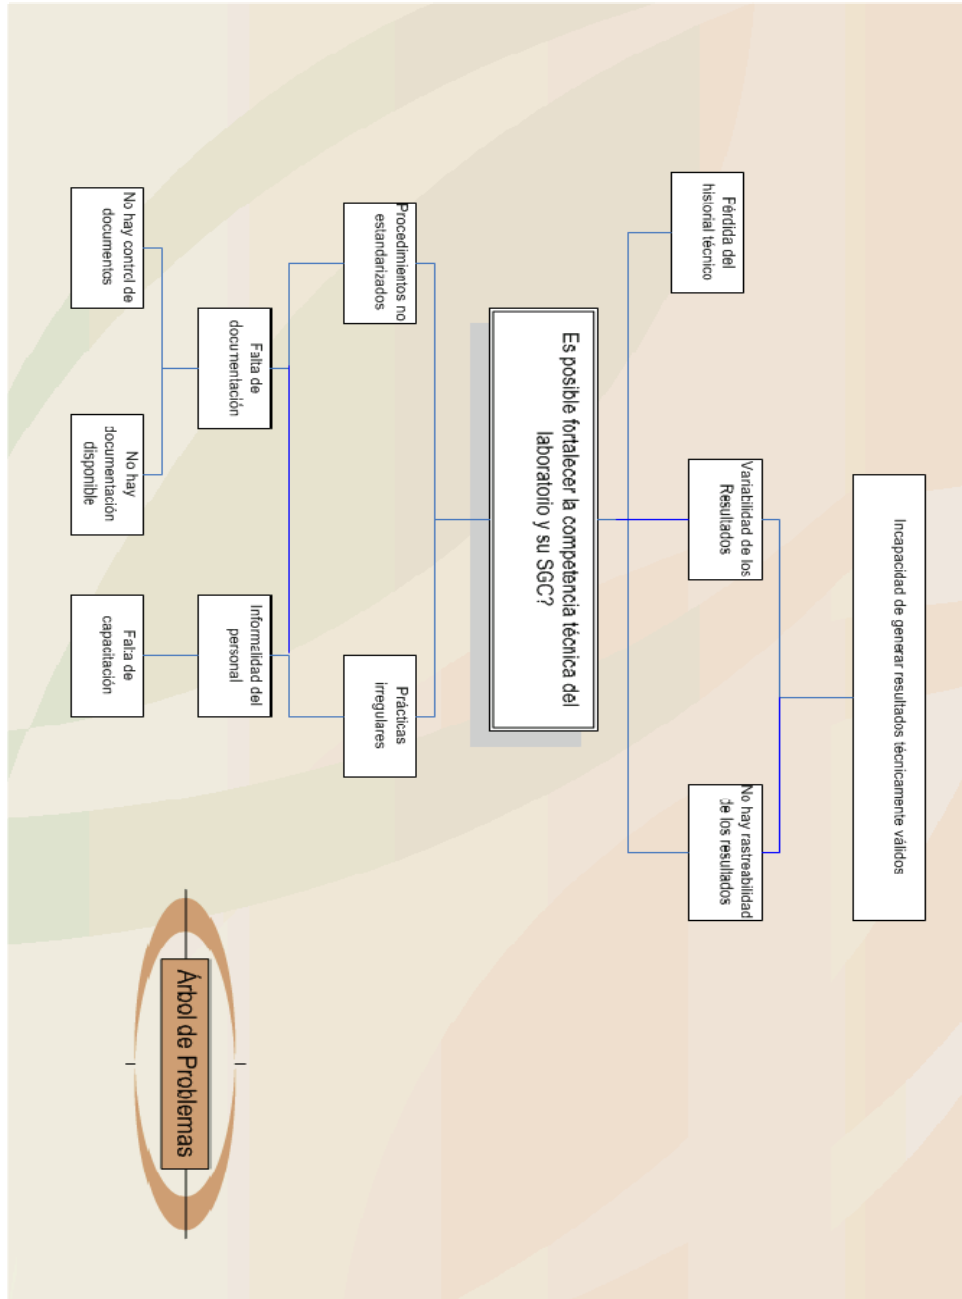 Incapacidad de generar resultados técnicamente válidos
Pérdida del
historial técnico
Variabilidad de los
Resultados
No hay rastreabilidad
de los resultados
Es posible fortalecer la competencia técnica del
laboratorio y su SGC?
Procedimientos no
estandarizados
Prácticas
irregulares
Falta de
documentación
Informalidad del
personal
No hay control de
documentos
No hay
documentación
disponible
Falta de
capacitación
Árbol de Problemas